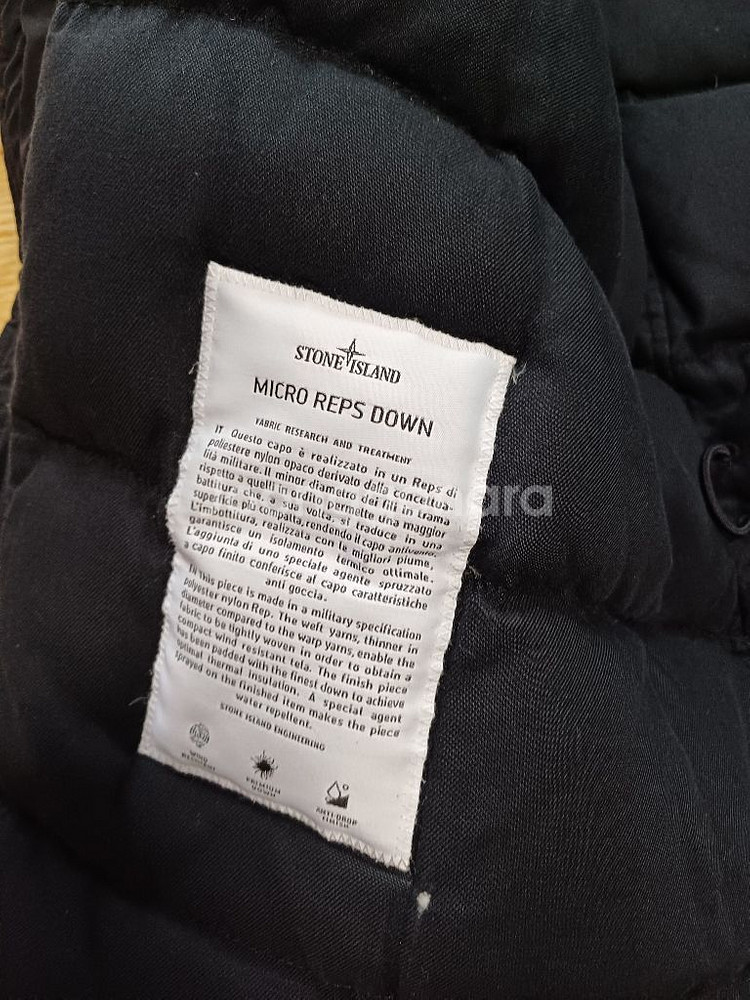 STONE ISLAND
MICRO REPS DOWN
FABRIC RESEARCH AND TREATMENT
IT Questo capo è realizzato in un Reps di
poliestere nylon opaco derivato dalla concettua-
lità militare. Il minor diametro dei fili in trama
rispetto a quelli in ordito permette una maggior
battitura che, a sua volta, si traduce in una
superficie più compatta, rendendo il capo antivento.
L'imbottitura, realizzata con le migliori piume,
garantisce un isolamento termico ottimale.
L'aggiunta di uno speciale agente spruzzato
a capo finito conferisce al capo caratteristiche
anti goccia.
In this piece is made in a military specification
polyester nylon Rep. The weft yarns, thinner in
diameter compared to the warp yarns, enable the
fabric to be tightly woven in order to obtain a
compact wind resistant tela. The finish piece
has been padded with the finest down to achieve
optimal thermal insulation. A special agent
sprayed on the finished item makes the piece
water repellent.
STONE ISLAND ENGINEERING
WIND
PREMIUM
DOWN
ANTI-DROP
FINISH
ara